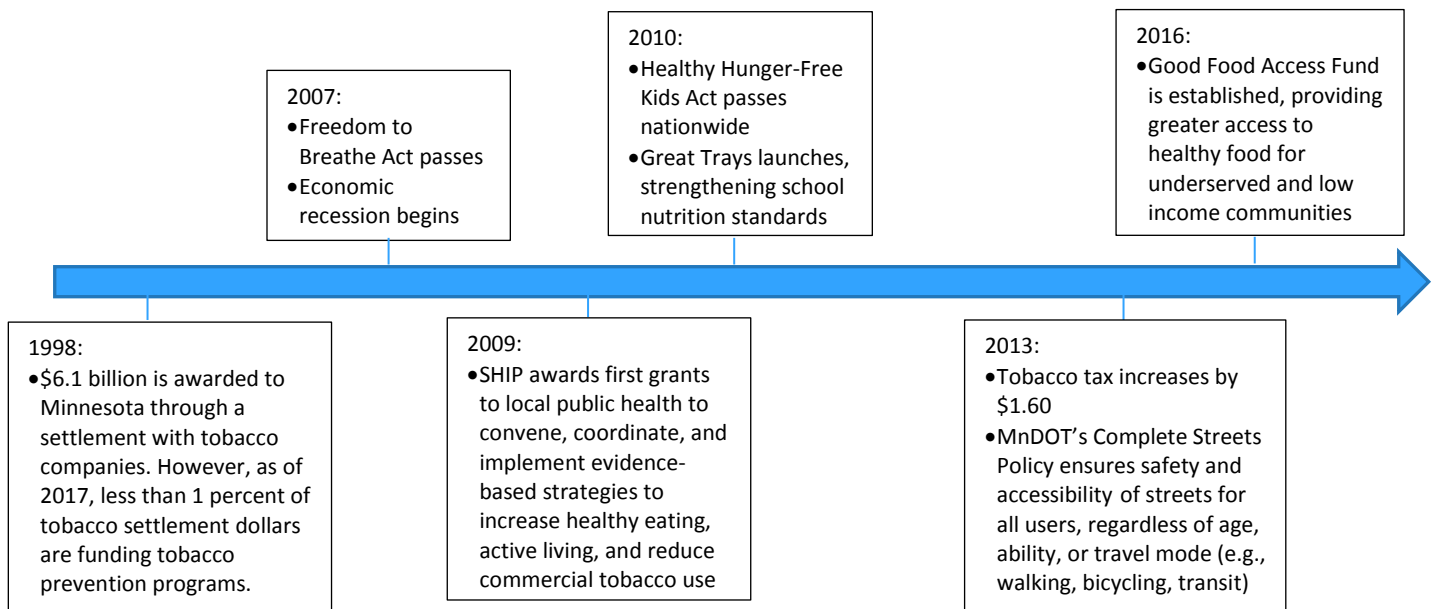 2007:
•Freedom to
Breathe Act passes
•Economic
recession begins
2010:
•Healthy Hunger-Free
Kids Act passes
nationwide
•Great Trays launches,
strengthening school
nutrition standards
2016:
•Good Food Access Fund
is established, providing
greater access to
healthy food for
underserved and low
income communities
1998:
•$6.1 billion is awarded to
Minnesota through a
settlement with tobacco
companies. However, as of
2017, less than 1 percent of
tobacco settlement dollars
are funding tobacco
prevention programs.
2009:
•SHIP awards first grants
to local public health to
convene, coordinate, and
implement evidence-
based strategies to
increase healthy eating,
active living, and reduce
commercial tobacco use
2013:
•Tobacco tax increases by
$1.60
•MnDOT’s Complete Streets
Policy ensures safety and
accessibility of streets for
all users, regardless of age,
ability, or travel mode (e.g.,
walking, bicycling, transit)